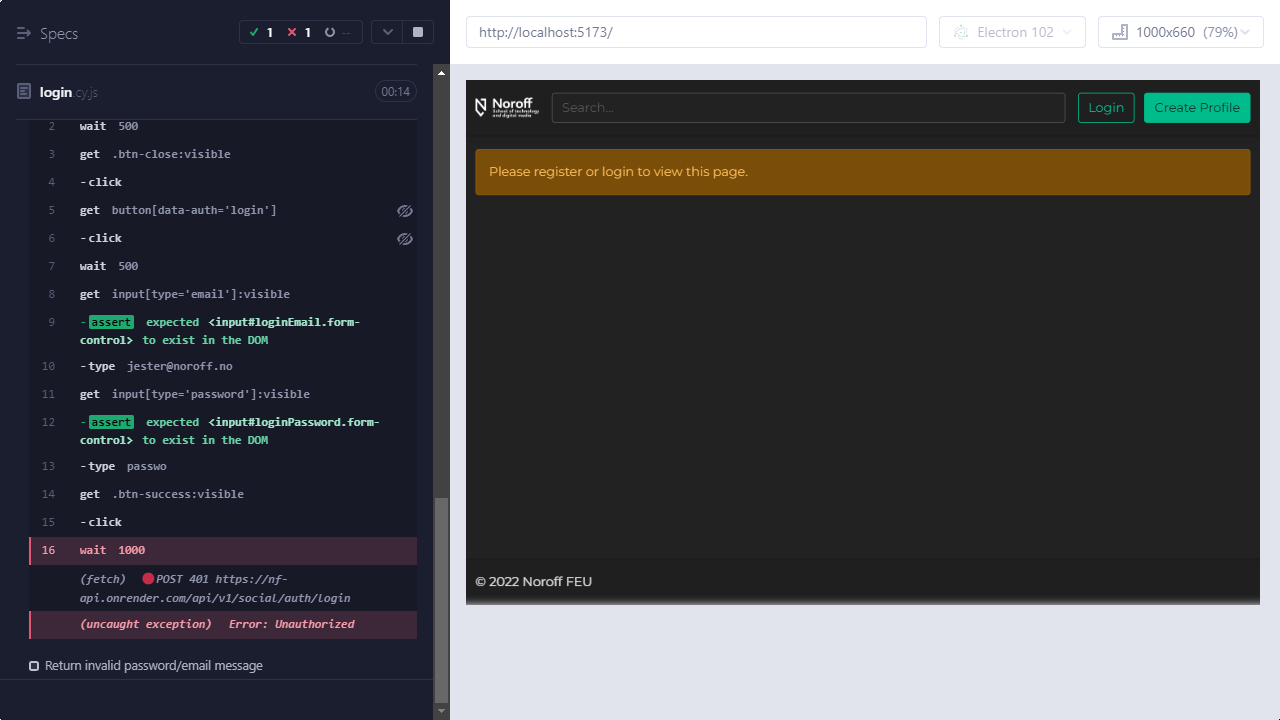 Specs
1
1
--
login cy.js
00:14
2 wait 500
3 get .btn-close:visible
4 -click
5 get button[data-auth='login']
6 -click
7 wait 500
8 get input[type='email']:visible
9 -assert expected <input#loginEmail.form-
control> to exist in the DOM
10 -type jester@noroff.no
11 get input[type='password']:visible
12 -assert expected <input#loginPassword.form-
control> to exist in the DOM
13 -type passwo
14 get .btn-success:visible
15 -click
16 wait 1000
(fetch) POST 401 https://nf-
api.onrender.com/api/v1/social/auth/login
(uncaught exception) Error: Unauthorized
Return invalid password/email message
http://localhost:5173/
Electron 102
1000x660 (79%)
Noroff
School of technology
and digital media
Search...
Login
Create Profile
Please register or login to view this page.
© 2022 Noroff FEU